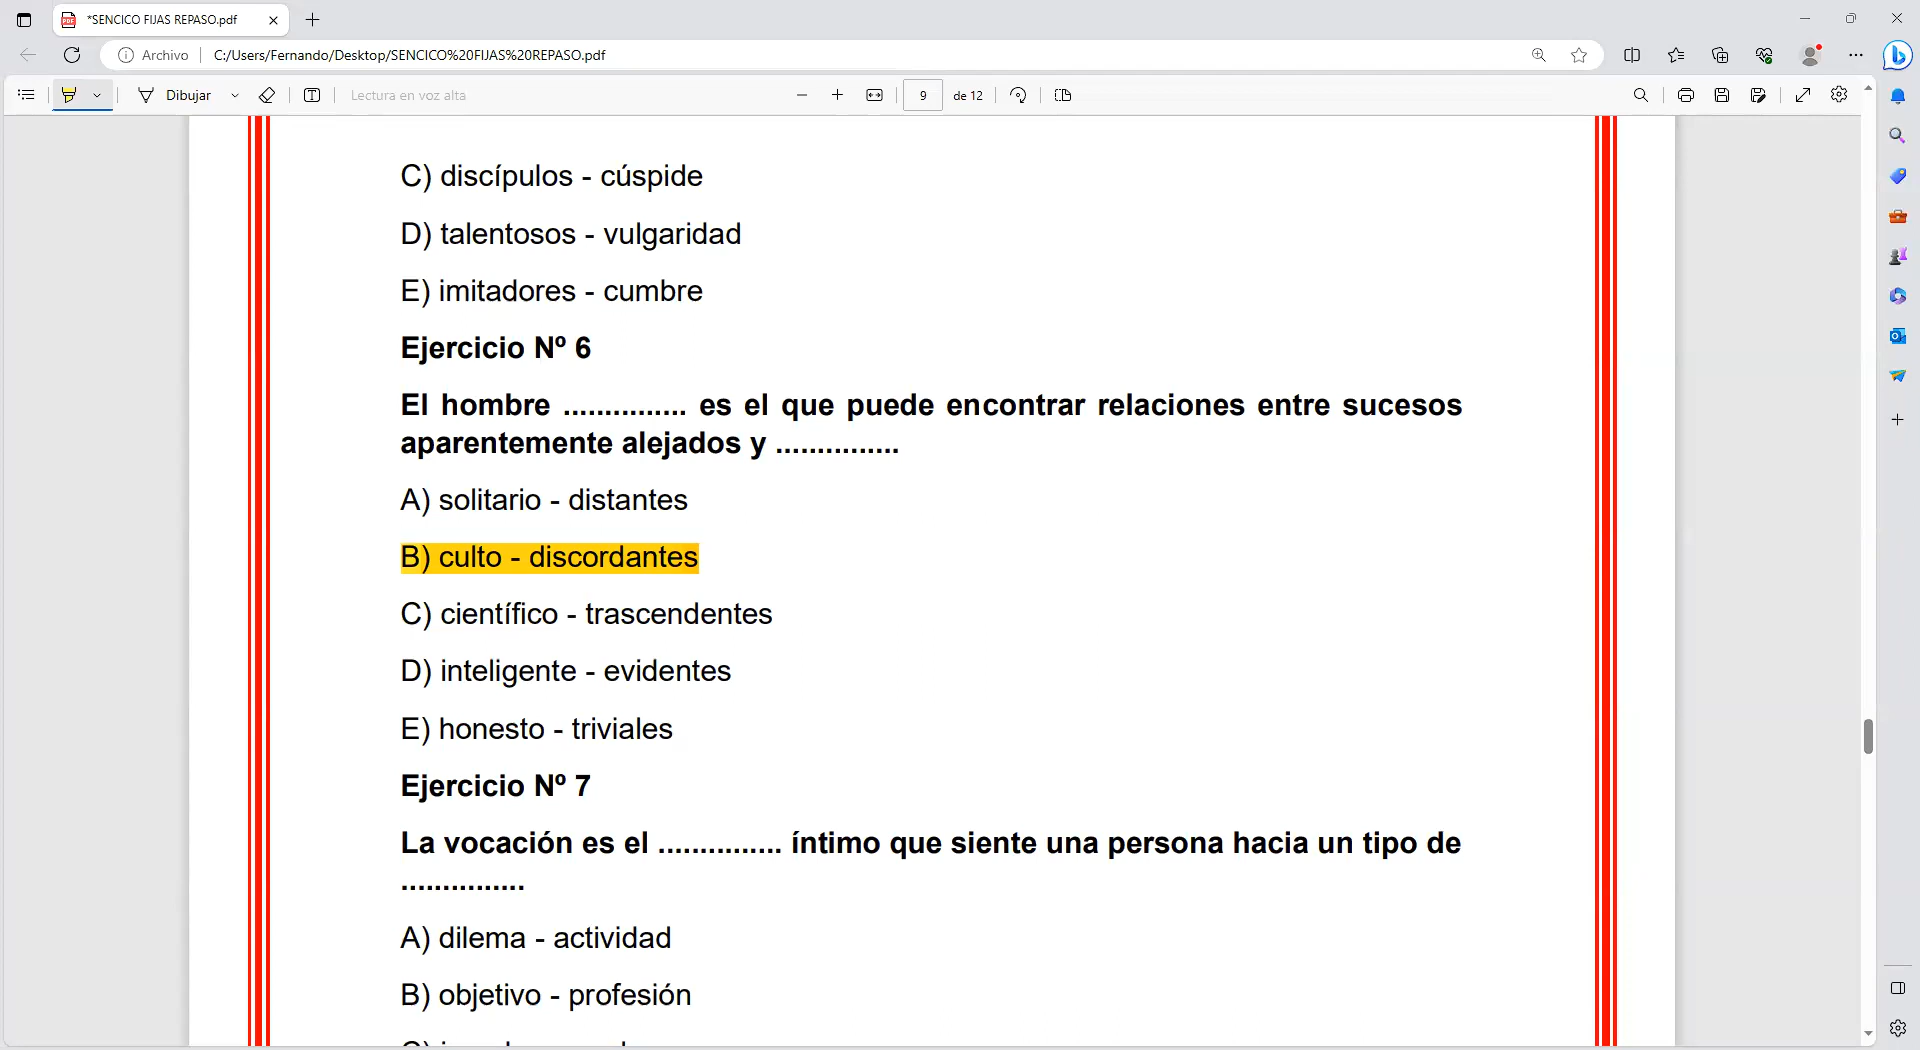 *SENCICO FIJAS REPASO.pdf
Archivo
C:/Users/Fernando/Desktop/SENCICO%20FIJAS%20REPASO.pdf
Dibujar
Lectura en voz alta
9 de 12
C) discípulos - cúspide
D) talentosos - vulgaridad
E) imitadores - cumbre
Ejercicio Nº 6
El hombre ............... es el que puede encontrar relaciones entre sucesos
aparentemente alejados y ...............
A) solitario - distantes
B) culto - discordantes
C) científico - trascendentes
D) inteligente - evidentes
E) honesto - triviales
Ejercicio Nº 7
La vocación es el ............... íntimo que siente una persona hacia un tipo de
...............
A) dilema - actividad
B) objetivo - profesión